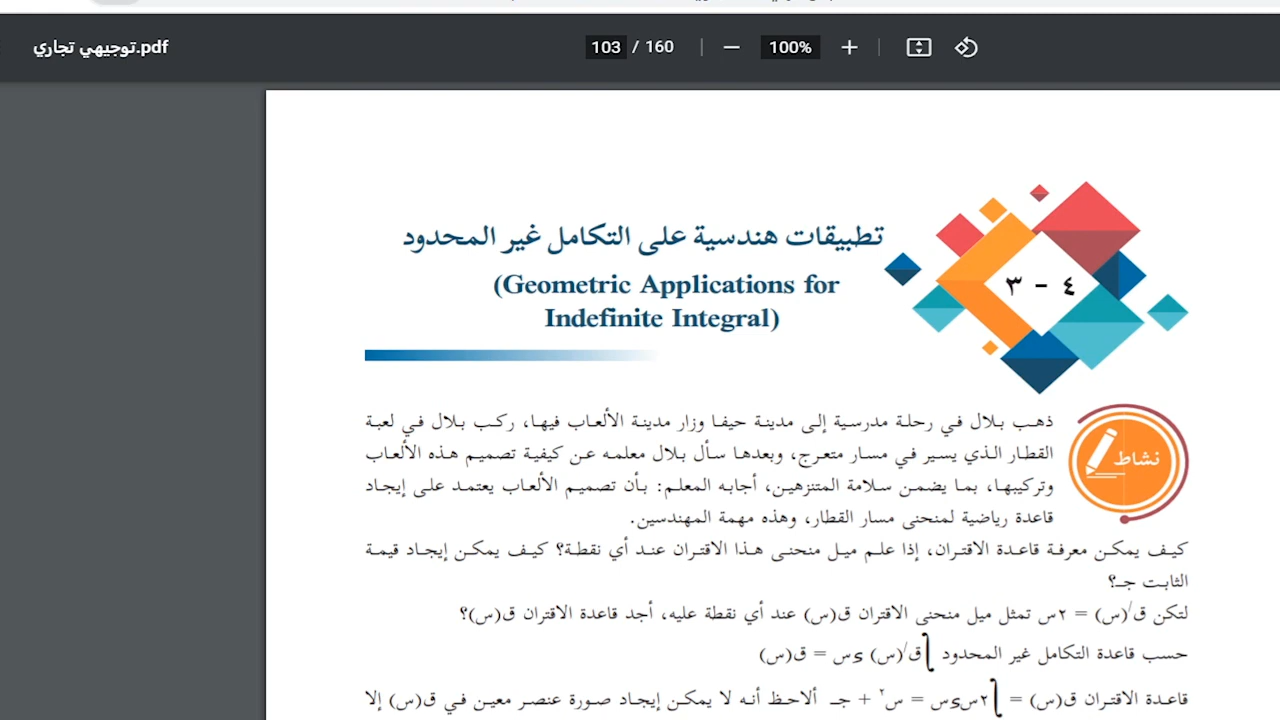 توجيهي تجاري.pdf
103 / 160
100%
٤ - ٣
تطبيقات هندسية على التكامل غير المحدود
(Geometric Applications for
Indefinite Integral)
نشاط
ذهب بلال في رحلة مدرسية إلى مدينة حيفا وزار مدينة الألعاب فيها، ركب بلال في لعبة
القطار الذي يسير في مسار متعرج، وبعدها سأل بلال معلمه عن كيفية تصميم هذه الألعاب
وتركيبها، بما يضمن سلامة المتنزهين، أجابه المعلم: بأن تصميم الألعاب يعتمد على إيجاد
قاعدة رياضية لمنحنى مسار القطار، وهذه مهمة المهندسين.
كيف يمكن معرفة قاعدة الاقتران، إذا علم ميل منحنى هذا الاقتران عند أي نقطة؟ كيف يمكن إيجاد قيمة
الثابت جـ؟
لتكن ق/(س) = ٢س تمثل ميل منحنى الاقتران ق(س) عند أي نقطة عليه، أجد قاعدة الاقتران ق(س)؟
حسب قاعدة التكامل غير المحدود ∫ق/(س) ءس = ق(س)
قاعدة الاقتران ق(س) = ∫٢سءس = س٢ + جـ ألاحظ أنه لا يمكن إيجاد صورة عنصر معين في ق(س) إلا